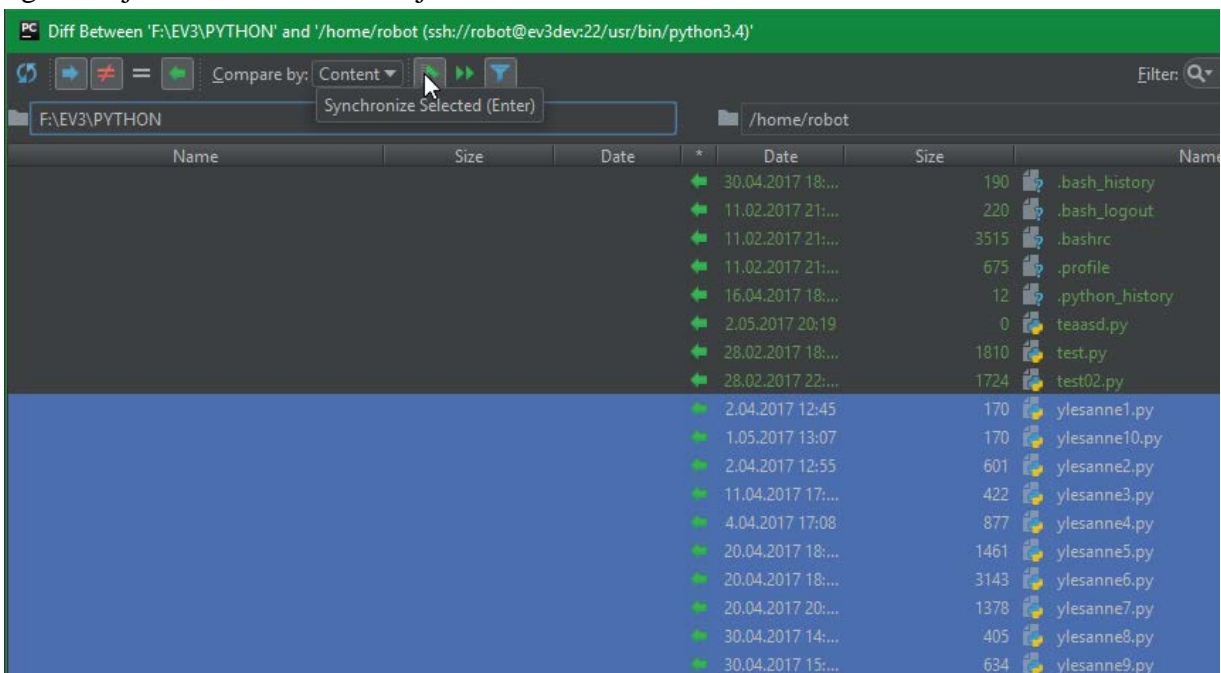 Diff Between 'F:\EV3\PYTHON' and '/home/robot (ssh://robot@ev3dev:22/usr/bin/python3.4)'
Compare by: Content Filter:
Synchronize Selected (Enter)
F:\EV3\PYTHON /home/robot
Name Size Date * Date Size Name
30.04.2017 18:... 190 .bash_history
11.02.2017 21:... 220 .bash_logout
11.02.2017 21:... 3515 .bashrc
11.02.2017 21:... 675 .profile
16.04.2017 18:... 12 .python_history
2.05.2017 20:19 0 teaasd.py
28.02.2017 18:... 1810 test.py
28.02.2017 22:... 1724 test02.py
2.04.2017 12:45 170 ylesanne1.py
1.05.2017 13:07 170 ylesanne10.py
2.04.2017 12:55 601 ylesanne2.py
11.04.2017 17:... 422 ylesanne3.py
4.04.2017 17:08 877 ylesanne4.py
20.04.2017 18:... 1461 ylesanne5.py
20.04.2017 18:... 3143 ylesanne6.py
20.04.2017 20:... 1378 ylesanne7.py
30.04.2017 14:... 405 ylesanne8.py
30.04.2017 15:... 634 ylesanne9.py